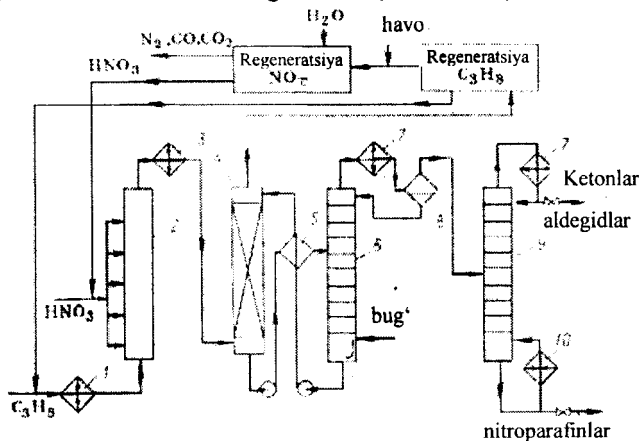 H₂O
havo
N₂,CO,CO₂
HNO₃
Regeneratsiya
NO
Regeneratsiya
C₃H₈
3
7
7
4
Ketonlar
aldegidlar
2
5
6
8
9
HNO₃
bug‘
10
1
C₃H₈
nitroparafinlar